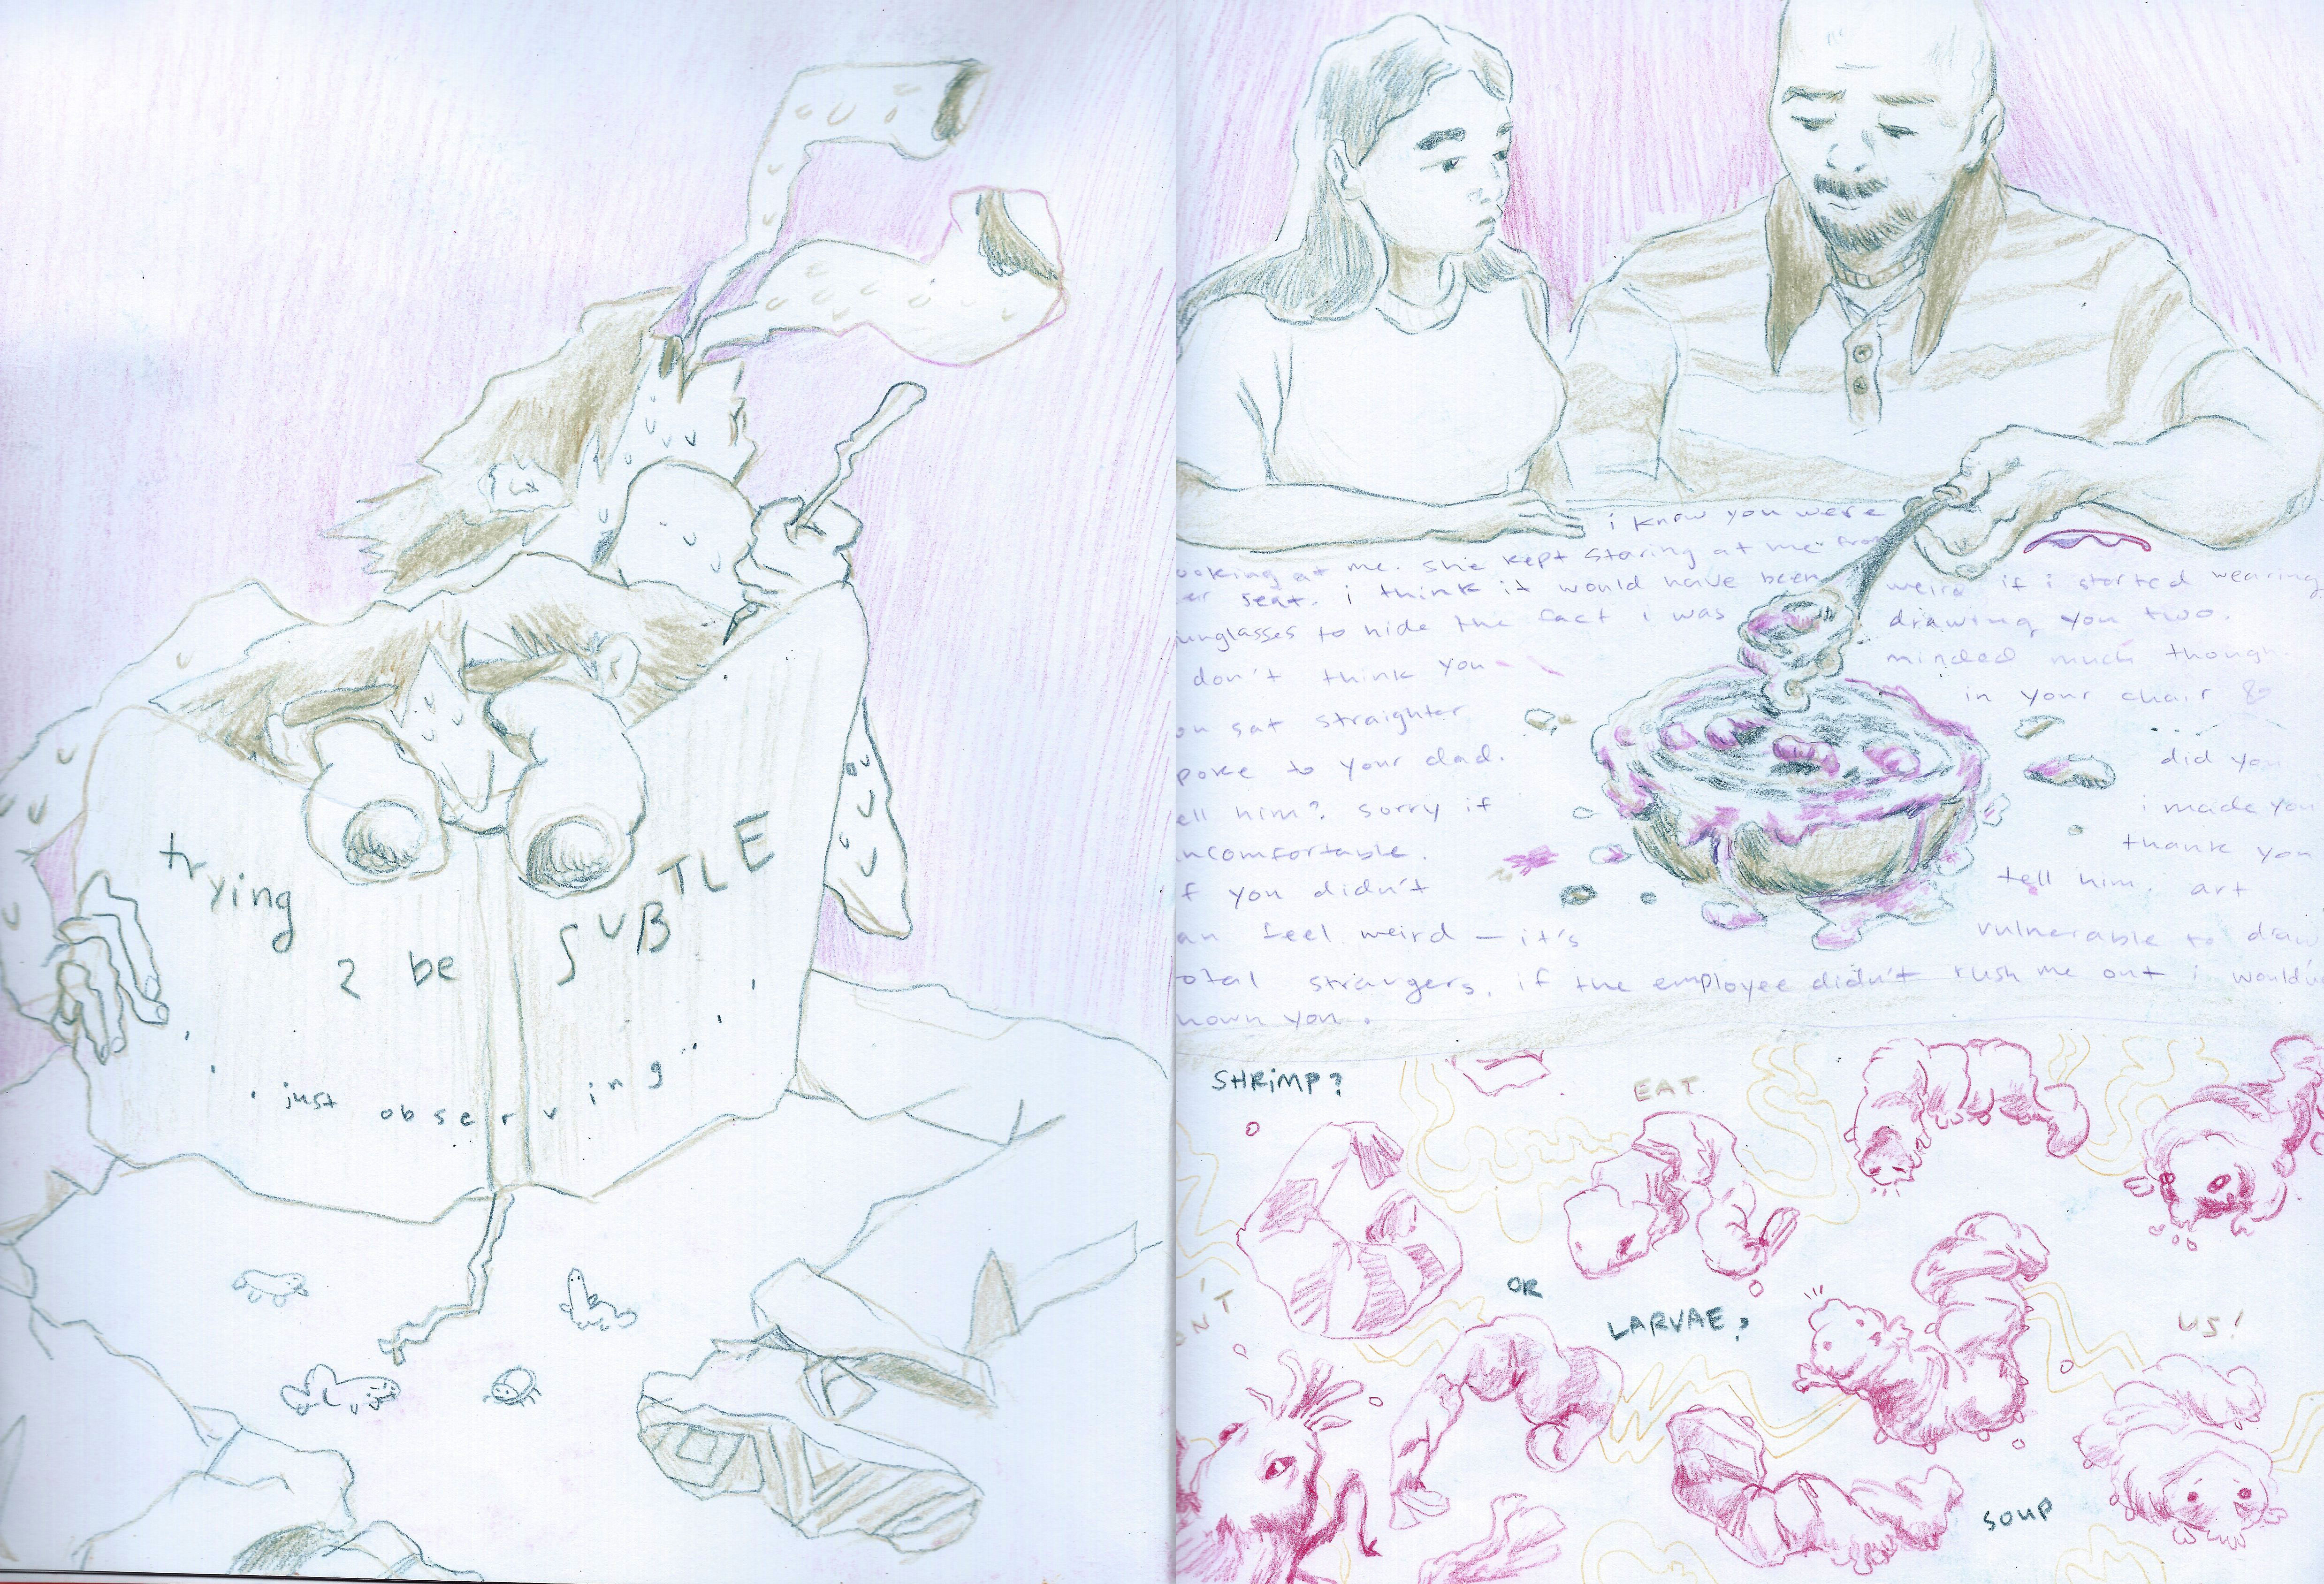 trying
2 be SUBTLE
...just observing...
i knew you were
ooking at me. she kept staring at me from
er seat. i think it would have been weird if i started wearing
unglasses to hide the fact i was drawing you two.
don't think you minded much though.
ou sat straighter in your chair &
poke to your dad. ... did you
ell him? sorry if i made you
ncomfortable. thank you
f you didn't tell him. art
an feel weird — it's vulnerable to draw
otal strangers. if the employee didn't rush me out i would'v
hown you.
SHRiMP?
EAT
OR
LARVAE?
ON'T
US!
SOUP